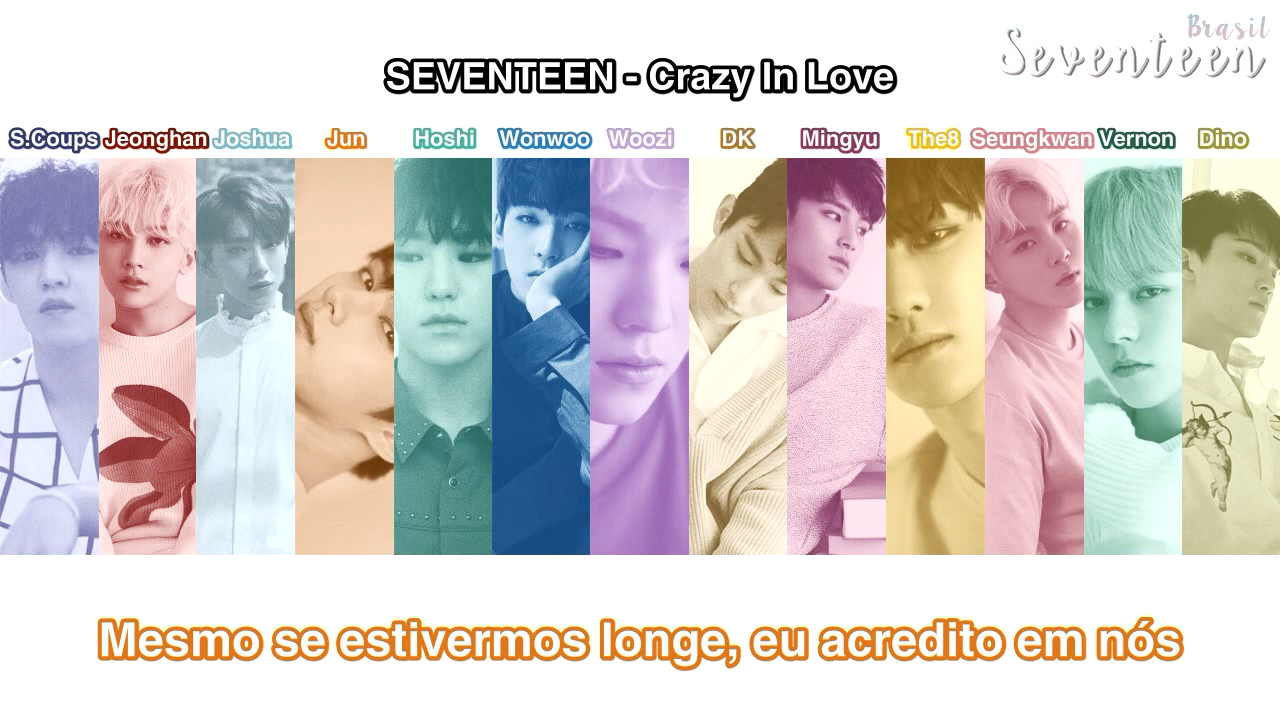 Brasil
Seventeen
SEVENTEEN - Crazy In Love
S.Coups Jeonghan Joshua Jun Hoshi Wonwoo Woozi DK Mingyu The8 Seungkwan Vernon Dino
Mesmo se estivermos longe, eu acredito em nós